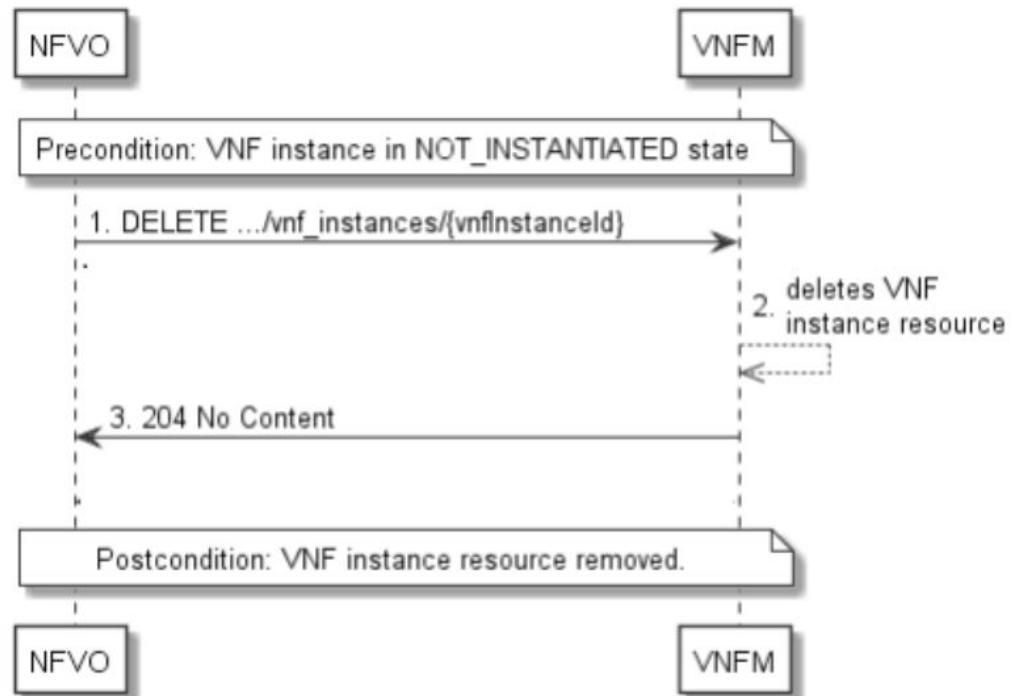 NFVO VNFM
Precondition: VNF instance in NOT_INSTANTIATED state
1. DELETE .../vnf_instances/{vnfInstanceId}
2. deletes VNF
instance resource
3. 204 No Content
Postcondition: VNF instance resource removed.
NFVO VNFM